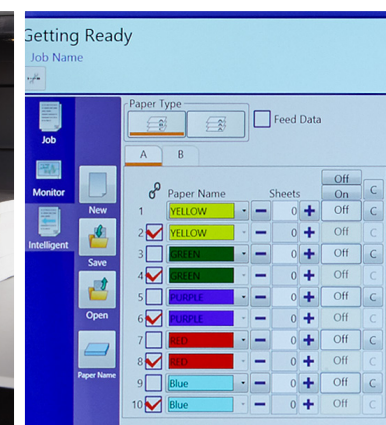 Getting Ready
Job Name
Paper Type
Feed Data
Job
A B
Off
Monitor
Paper Name Sheets On C
New
1 YELLOW - 0 + Off C
Intelligent
2 YELLOW - 0 + Off C
3 GREEN - 0 + Off C
Save
4 GREEN - 0 + Off C
5 PURPLE - 0 + Off C
Open
6 PURPLE - 0 + Off C
7 RED - 0 + Off C
8 RED - 0 + Off C
Paper Name
9 Blue - 0 + Off C
10 Blue - 0 + Off C